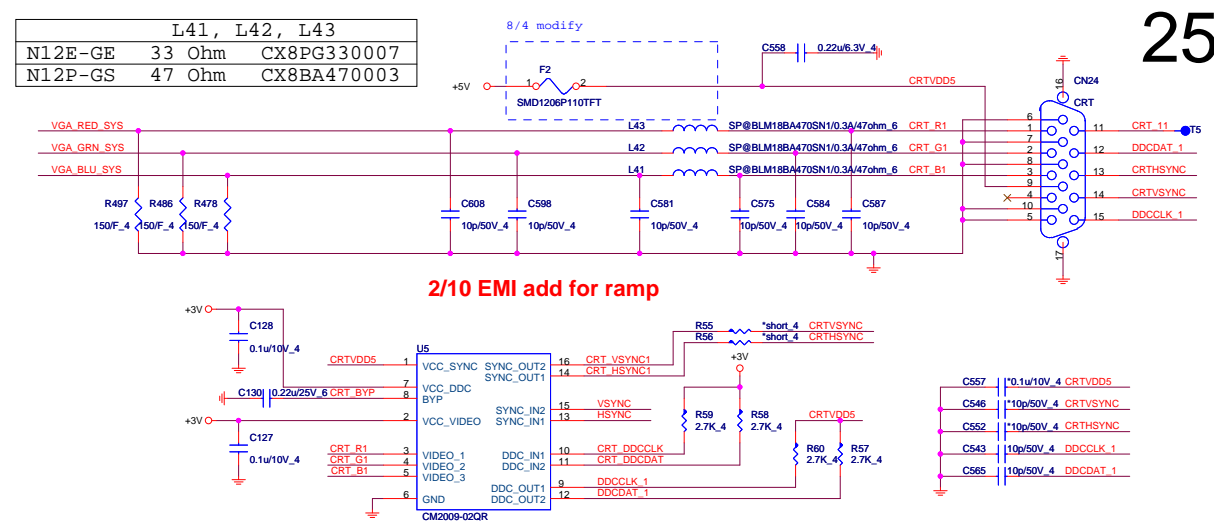 L41, L42, L43
N12E-GE 33 Ohm CX8PG330007
N12P-GS 47 Ohm CX8BA470003
8/4 modify
25
+5V
F2
1 2
SMD1206P110TFT
C558
0.22u/6.3V_4
CRTVDD5
CN24
CRT
16
17
VGA_RED_SYS
VGA_GRN_SYS
VGA_BLU_SYS
L43 SP@BLM18BA470SN1/0.3A/47ohm_6 CRT_R1
L42 SP@BLM18BA470SN1/0.3A/47ohm_6 CRT_G1
L41 SP@BLM18BA470SN1/0.3A/47ohm_6 CRT_B1
6
1
7
2
8
3
9
4
10
5
11 CRT_11 T5
12 DDCDAT_1
13 CRTHSYNC
14 CRTVSYNC
15 DDCCLK_1
R497 R486 R478
150/F_4 150/F_4 150/F_4
C608
10p/50V_4
C598
10p/50V_4
C581
10p/50V_4
C575
10p/50V_4
C584
10p/50V_4
C587
10p/50V_4
2/10 EMI add for ramp
+3V
C128
0.1u/10V_4
CRTVDD5
C130 0.22u/25V_6 CRT_BYP
+3V
C127
0.1u/10V_4
CRT_R1
CRT_G1
CRT_B1
U5
1 VCC_SYNC
7 VCC_DDC
8 BYP
2 VCC_VIDEO
3 VIDEO_1
4 VIDEO_2
5 VIDEO_3
6 GND
SYNC_OUT2 16 CRT_VSYNC1
SYNC_OUT1 14 CRT_HSYNC1
SYNC_IN2 15 VSYNC
SYNC_IN1 13 HSYNC
DDC_IN1 10 CRT_DDCCLK
DDC_IN2 11 CRT_DDCDAT
DDC_OUT1 9 DDCCLK_1
DDC_OUT2 12 DDCDAT_1
CM2009-02QR
R55 *short_4 CRTVSYNC
R56 *short_4 CRTHSYNC
+3V
R59
2.7K_4
R58
2.7K_4
CRTVDD5
R60
2.7K_4
R57
2.7K_4
C557 *0.1u/10V_4 CRTVDD5
C546 *10p/50V_4 CRTVSYNC
C552 *10p/50V_4 CRTHSYNC
C543 10p/50V_4 DDCCLK_1
C565 10p/50V_4 DDCDAT_1